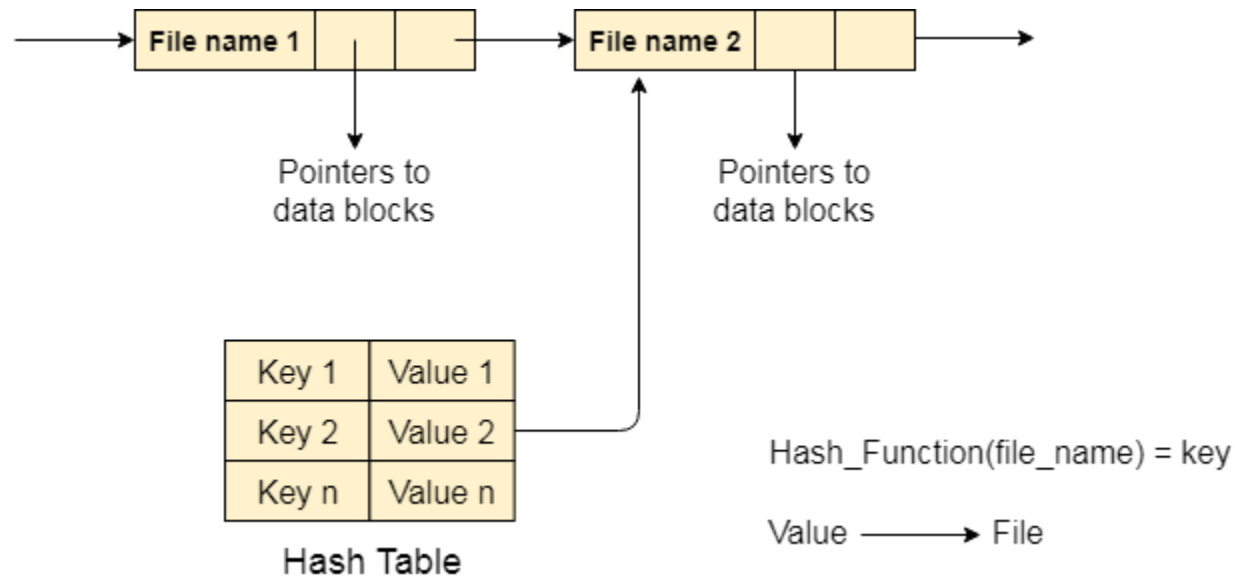 File name 1
File name 2
Pointers to
data blocks
Pointers to
data blocks
Key 1 Value 1
Key 2 Value 2
Key n Value n
Hash Table
Hash_Function(file_name) = key
Value File